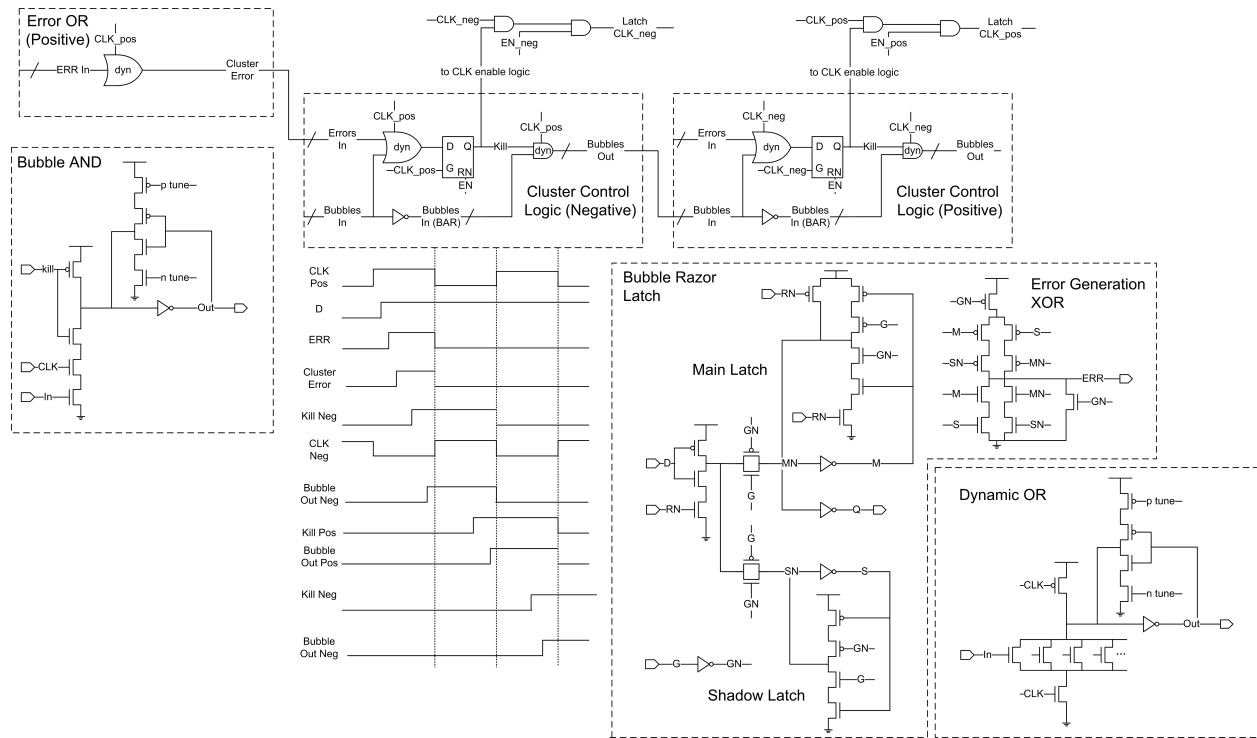 Error OR
(Positive)
CLK_pos
ERR In
dyn
Cluster
Error
CLK_neg
EN_neg
Latch
CLK_neg
to CLK enable logic
CLK_pos
EN_pos
Latch
CLK_pos
to CLK enable logic
Errors
In
CLK_pos
dyn
D Q
G RN
CLK_pos
EN
Kill
CLK_pos
dyn
Bubbles
Out
Bubbles
In
Bubbles
In (BAR)
Cluster Control
Logic (Negative)
Errors
In
CLK_neg
dyn
D Q
G RN
CLK_neg
EN
Kill
CLK_neg
dyn
Bubbles
Out
Bubbles
In
Bubbles
In (BAR)
Cluster Control
Logic (Positive)
Bubble AND
p tune
n tune
kill
CLK
In
Out
CLK
Pos
D
ERR
Cluster
Error
Kill Neg
CLK
Neg
Bubble
Out Neg
Kill Pos
Bubble
Out Pos
Kill Neg
Bubble
Out Neg
Bubble Razor
Latch
RN
G
GN
RN
Main Latch
D
RN
GN
G
MN
M
Q
G
GN
SN
S
GN
G
G
GN
Shadow Latch
Error Generation
XOR
GN
M
S
SN
MN
ERR
M
MN
GN
S
SN
Dynamic OR
p tune
n tune
CLK
Out
In
...
CLK